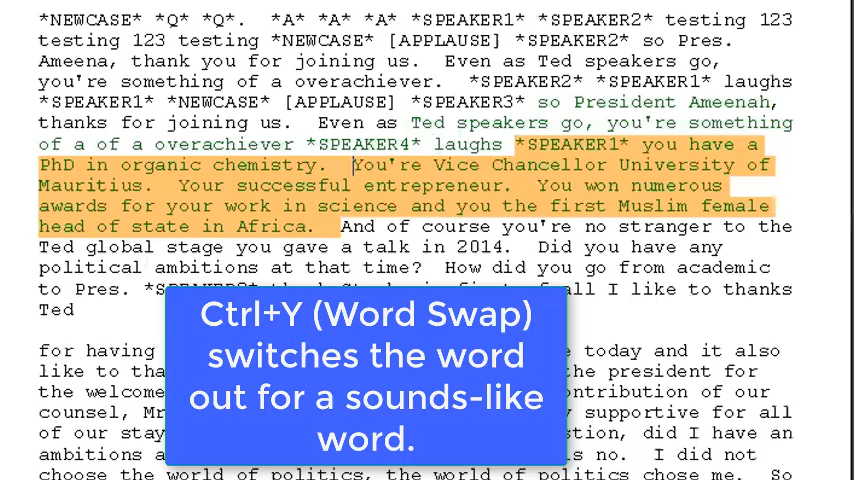 *NEWCASE* *Q* *Q*.  *A* *A* *A* *SPEAKER1* *SPEAKER2* testing 123
testing 123 testing *NEWCASE* [APPLAUSE] *SPEAKER2* so Pres.
Ameena, thank you for joining us.  Even as Ted speakers go,
you're something of a overachiever.  *SPEAKER2* *SPEAKER1* laughs
*SPEAKER1* *NEWCASE* [APPLAUSE] *SPEAKER3* so President Ameenah,
thanks for joining us.  Even as Ted speakers go, you're something
of a of a overachiever *SPEAKER4* laughs *SPEAKER1* you have a
PhD in organic chemistry.  You're Vice Chancellor University of
Mauritius.  Your successful entrepreneur.  You won numerous
awards for your work in science and you the first Muslim female
head of state in Africa.  And of course you're no stranger to the
Ted global stage you gave a talk in 2014.  Did you have any
political ambitions at that time?  How did you go from academic
to Pres. all I like to thanks
Ted
for having today and it also
like to the president for
the welcome contribution of our
counsel, supportive for all
of our did I have an
ambitions is no.  I did not
choose the world of politics, the world of politics chose me.  So
Ctrl+Y (Word Swap)
switches the word
out for a sounds-like
word.